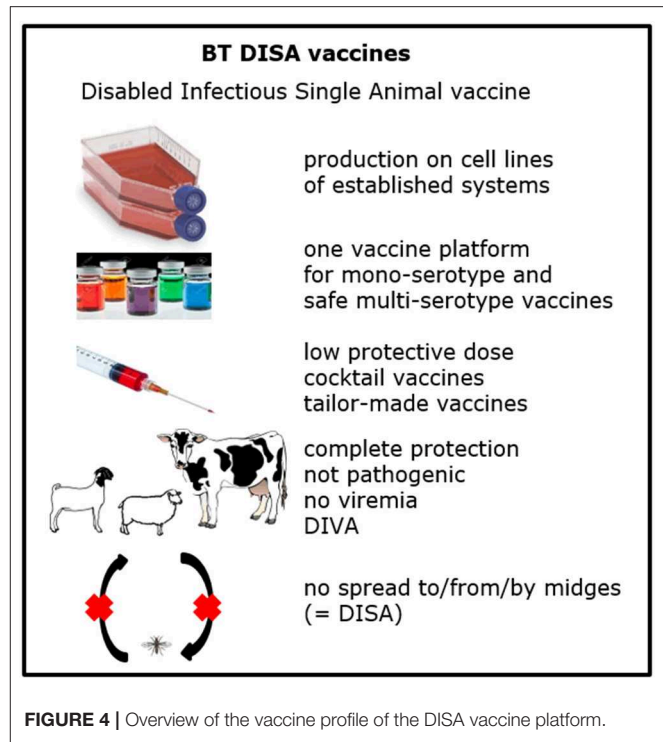 BT DISA vaccines
Disabled Infectious Single Animal vaccine
production on cell lines
of established systems
one vaccine platform
for mono-serotype and
safe multi-serotype vaccines
low protective dose
cocktail vaccines
tailor-made vaccines
complete protection
not pathogenic
no viremia
DIVA
no spread to/from/by midges
(= DISA)
FIGURE 4 | Overview of the vaccine profile of the DISA vaccine platform.